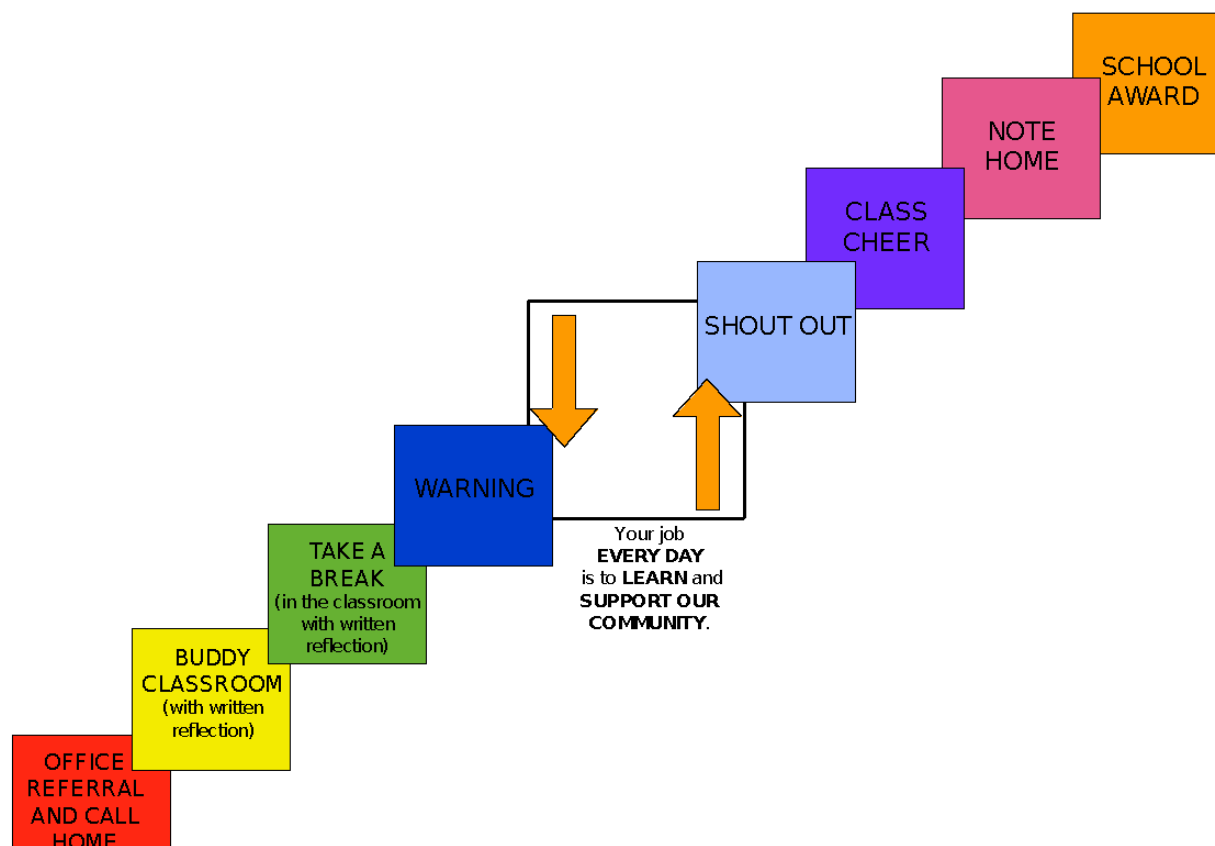 SCHOOL
AWARD
NOTE
HOME
CLASS
CHEER
SHOUT OUT
WARNING
Your job
EVERY DAY
is to LEARN and
SUPPORT OUR
COMMUNITY.
TAKE A
BREAK
(in the classroom
with written
reflection)
BUDDY
CLASSROOM
(with written
reflection)
OFFICE
REFERRAL
AND CALL
HOME